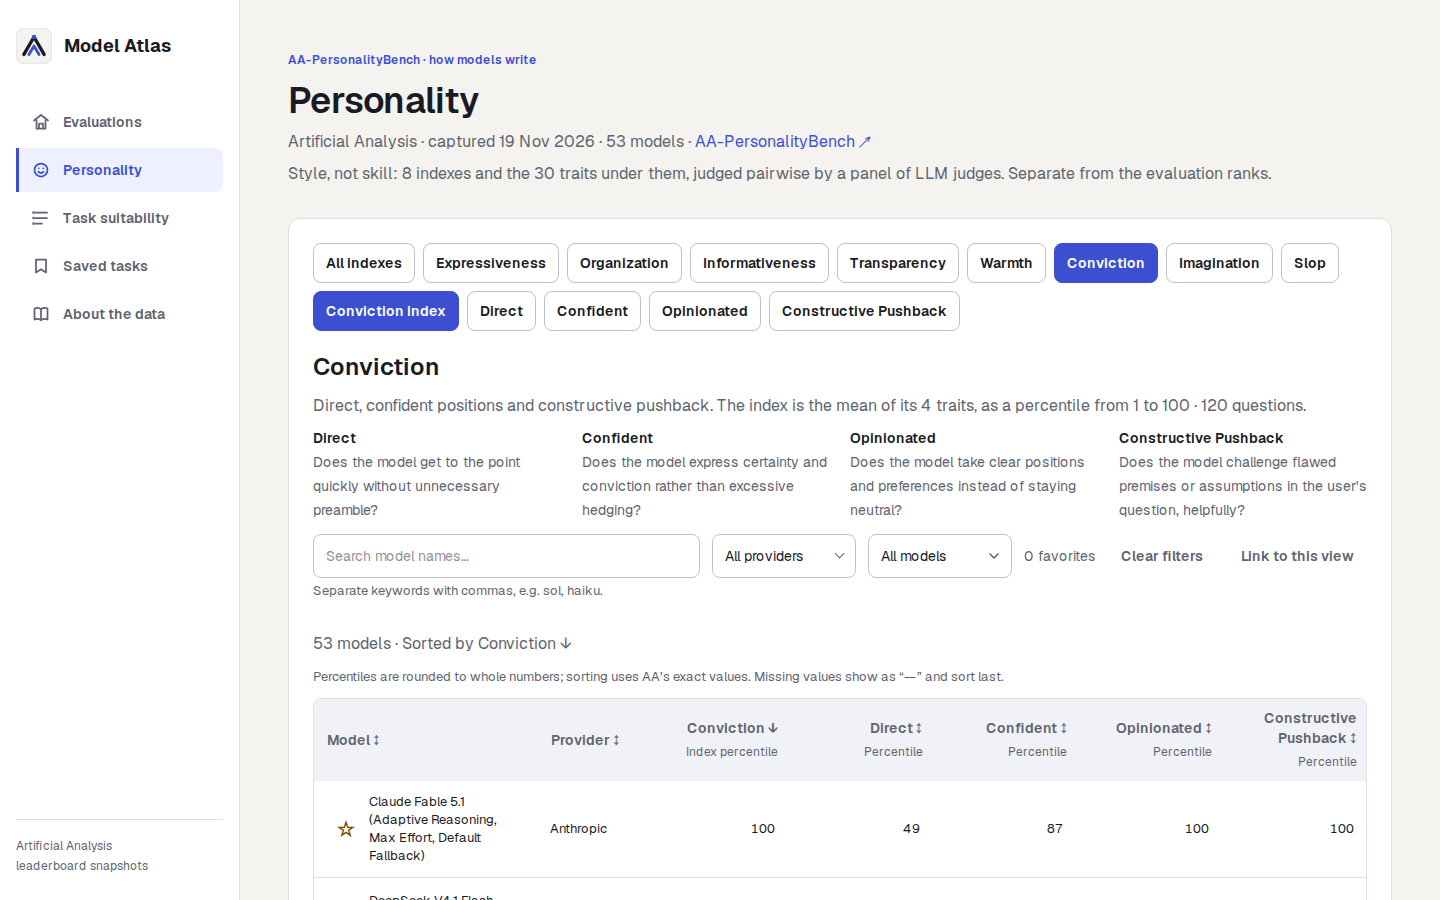 Model Atlas
Evaluations
Personality
Task suitability
Saved tasks
About the data
Artificial Analysis
leaderboard snapshots
AA-PersonalityBench · how models write
Personality
Artificial Analysis · captured 19 Nov 2026 · 53 models · AA-PersonalityBench ↗
Style, not skill: 8 indexes and the 30 traits under them, judged pairwise by a panel of LLM judges. Separate from the evaluation ranks.
All indexes Expressiveness Organization Informativeness Transparency Warmth Conviction Imagination Slop
Conviction Index Direct Confident Opinionated Constructive Pushback
Conviction
Direct, confident positions and constructive pushback. The index is the mean of its 4 traits, as a percentile from 1 to 100 · 120 questions.
Direct
Does the model get to the point
quickly without unnecessary
preamble?
Confident
Does the model express certainty and
conviction rather than excessive
hedging?
Opinionated
Does the model take clear positions
and preferences instead of staying
neutral?
Constructive Pushback
Does the model challenge flawed
premises or assumptions in the user's
question, helpfully?
Search model names... All providers All models 0 favorites Clear filters Link to this view
Separate keywords with commas, e.g. sol, haiku.
53 models · Sorted by Conviction ↓
Percentiles are rounded to whole numbers; sorting uses AA's exact values. Missing values show as “—” and sort last.
Model ↕ Provider ↕
Conviction ↓
Index percentile
Direct ↕
Percentile
Confident ↕
Percentile
Opinionated ↕
Percentile
Constructive
Pushback ↕
Percentile
Claude Fable 5.1
(Adaptive Reasoning,
Max Effort, Default
Fallback)
Anthropic 100 49 87 100 100
DeepSeek V4.1 Flash